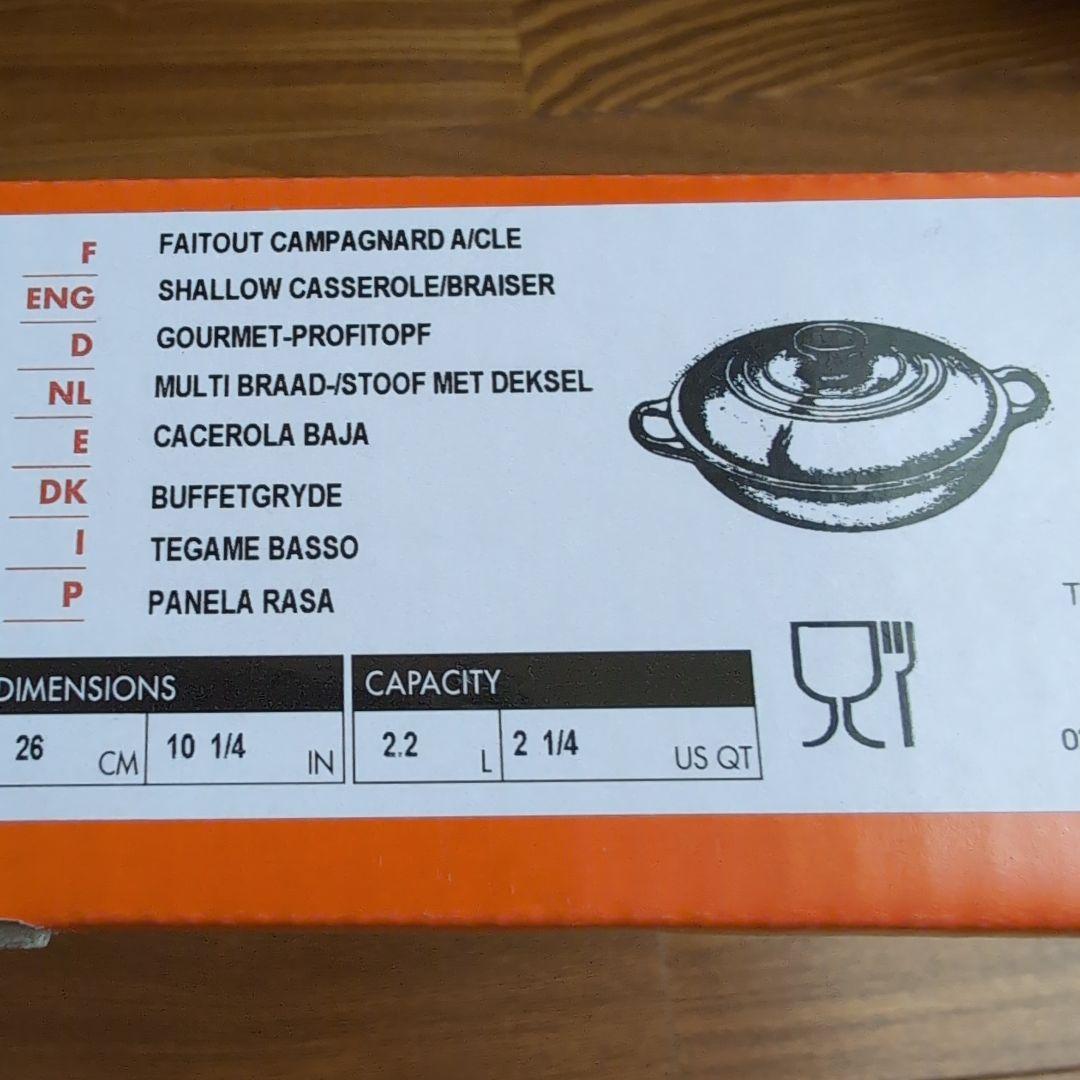 F FAITOUT CAMPAGNARD A/CLE
ENG SHALLOW CASSEROLE/BRAISER
D GOURMET-PROFITOPF
NL MULTI BRAAD-/STOOF MET DEKSEL
E CACEROLA BAJA
DK BUFFETGRYDE
I TEGAME BASSO
P PANELA RASA
DIMENSIONS CAPACITY
26 CM 10 1/4 IN 2.2 L 2 1/4 US QT